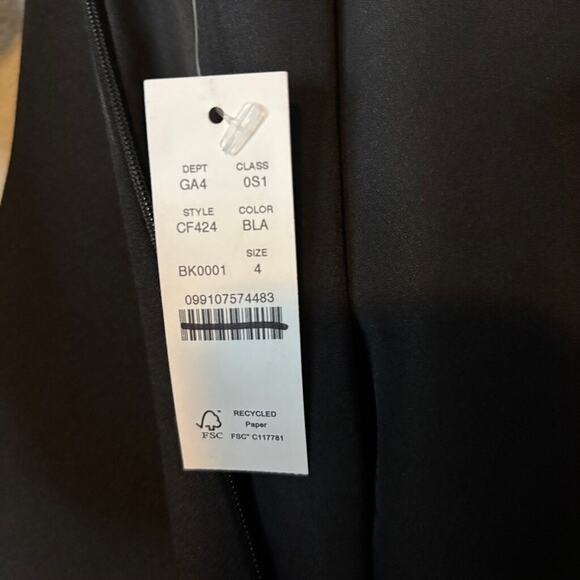 DEPT CLASS
GA4 0S1
STYLE COLOR
CF424 BLA
SIZE
BK0001 4
099107574483
FSC
RECYCLED
Paper
FSC™ C117781